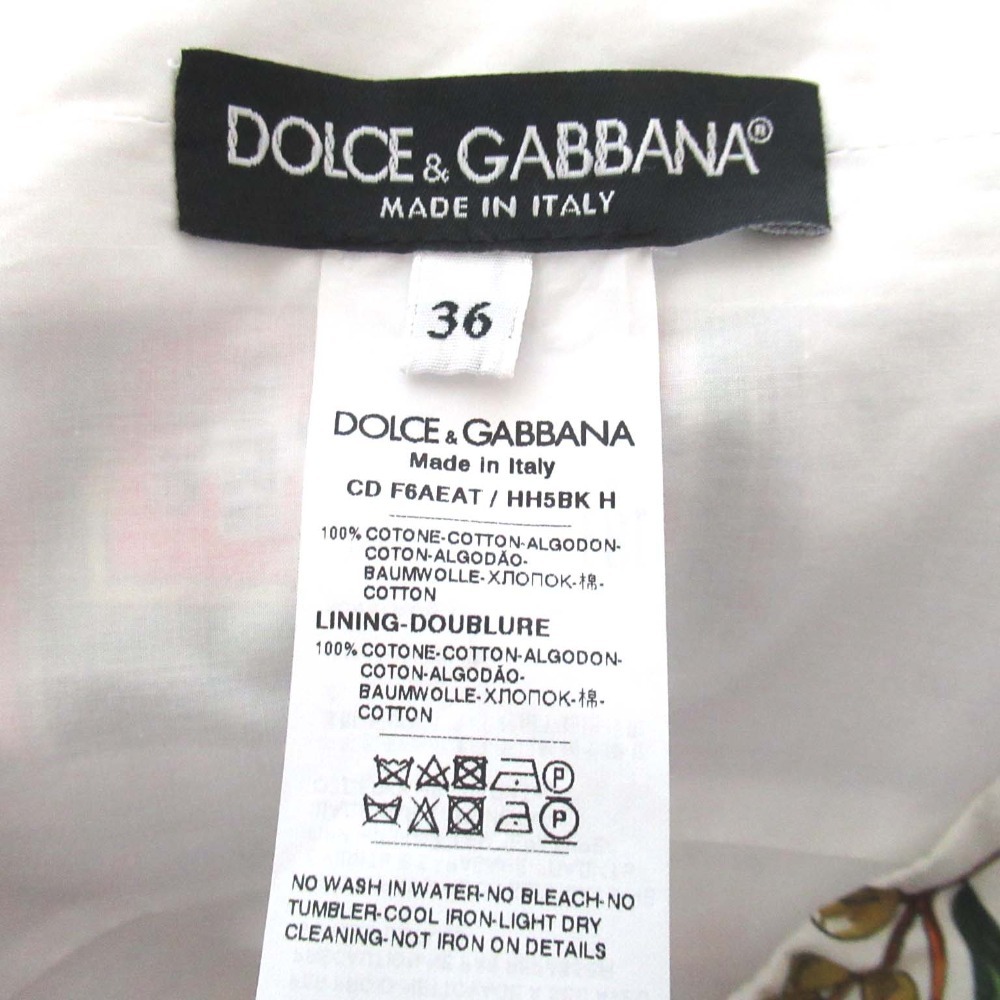 DOLCE & GABBANA®
MADE IN ITALY
36
DOLCE & GABBANA
Made in Italy
CD F6AEAT / HH5BK H
100% COTONE-COTTON-ALGODON-
COTON-ALGODÃO-
BAUMWOLLE-ХЛОПОК-棉-
COTTON
LINING-DOUBLURE
100% COTONE-COTTON-ALGODON-
COTON-ALGODÃO-
BAUMWOLLE-ХЛОПОК-棉-
COTTON
P
P
NO WASH IN WATER-NO BLEACH-NO
TUMBLER-COOL IRON-LIGHT DRY
CLEANING-NOT IRON ON DETAILS